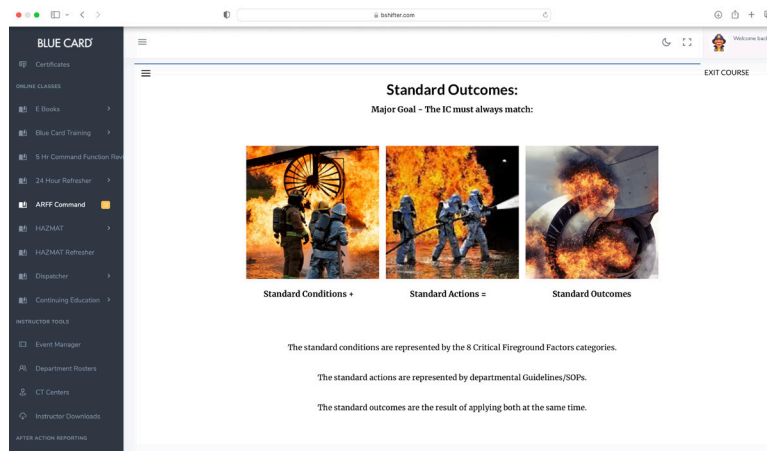 bshifter.com
BLUE CARD
Welcome back
Certificates
ONLINE CLASSES
EXIT COURSE
Standard Outcomes:
Major Goal – The IC must always match:
E Books
Blue Card Training
5 Hr Command Function Revi
24 Hour Refresher
ARFF Command
HAZMAT
HAZMAT Refresher
Dispatcher
Continuing Education
Standard Conditions +
Standard Actions =
Standard Outcomes
INSTRUCTOR TOOLS
Event Manager
Department Rosters
CT Centers
Instructor Downloads
AFTER ACTION REPORTING
The standard conditions are represented by the 8 Critical Fireground Factors categories.
The standard actions are represented by departmental Guidelines/SOPs.
The standard outcomes are the result of applying both at the same time.